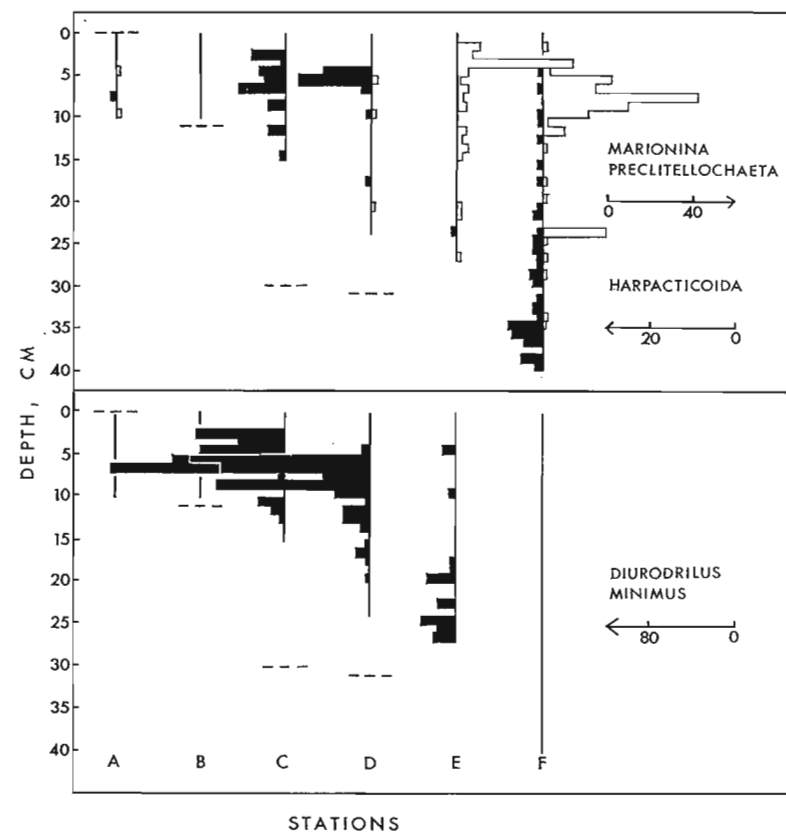 0
5
10
15
20
25
30
35
40
MARIONINA
PRECLITELLOCHAETA
0 40
HARPACTICOIDA
20 0
DEPTH, CM
0
5
10
15
20
25
30
35
40
DIURODRILUS
MINIMUS
80 0
A B C D E F
STATIONS